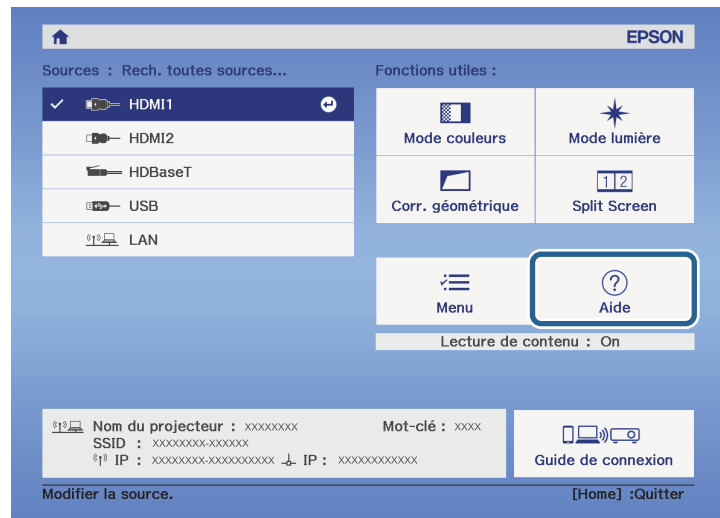 EPSON
Sources : Rech. toutes sources...
HDMI1
HDMI2
HDBaseT
USB
LAN
Fonctions utiles :
Mode couleurs
Mode lumière
Corr. géométrique
1 2
Split Screen
Menu
? 
Aide
Lecture de contenu : On
Nom du projecteur : xxxxxxxx Mot-clé : xxxx
SSID : xxxxxxxx-xxxxxx
IP : xxxxxxxx-xxxxxxxxxx IP : xxxxxxxxxxxx
Guide de connexion
Modifier la source. [Home] :Quitter